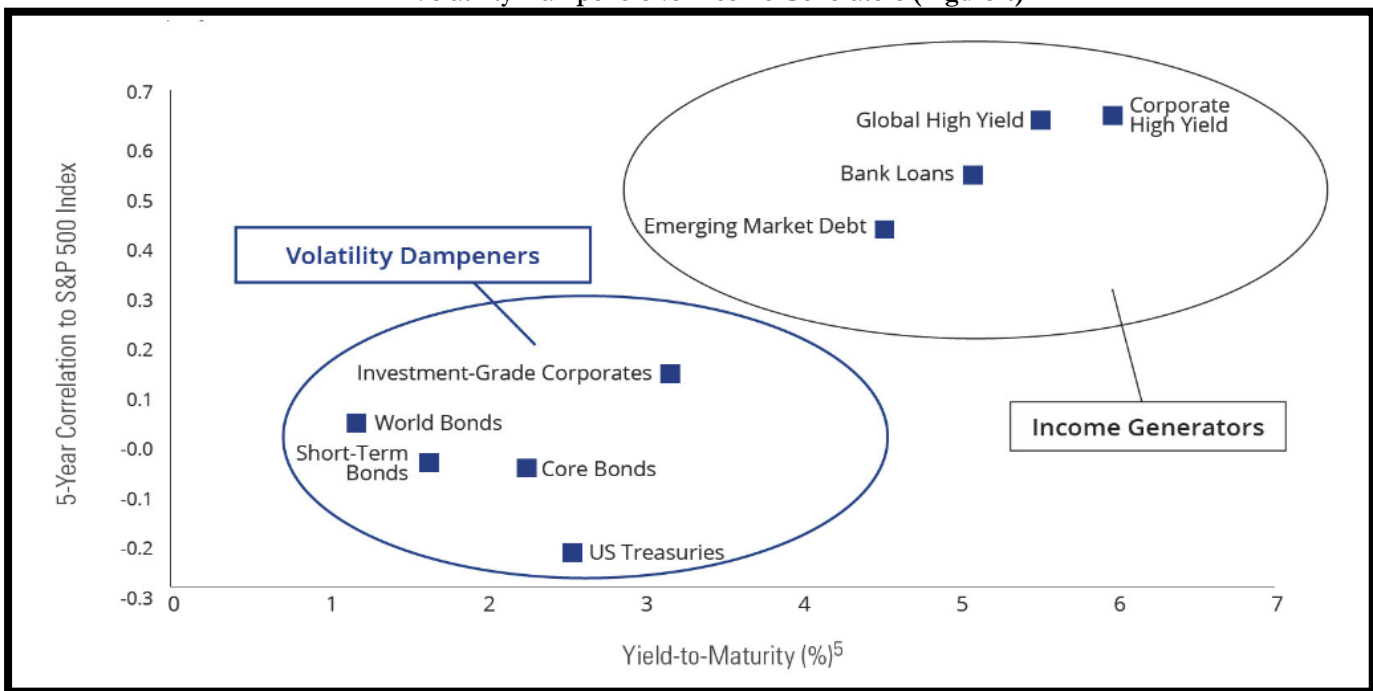 0.7
0.6
0.5
0.4
0.3
0.2
0.1
-0.0
-0.1
-0.2
-0.3
5-Year Correlation to S&P 500 Index
Global High Yield
Corporate
High Yield
Bank Loans
Emerging Market Debt
Volatility Dampeners
Investment-Grade Corporates
World Bonds
Short-Term
Bonds
Core Bonds
US Treasuries
Income Generators
0 1 2 3 4 5 6 7
Yield-to-Maturity (%)5